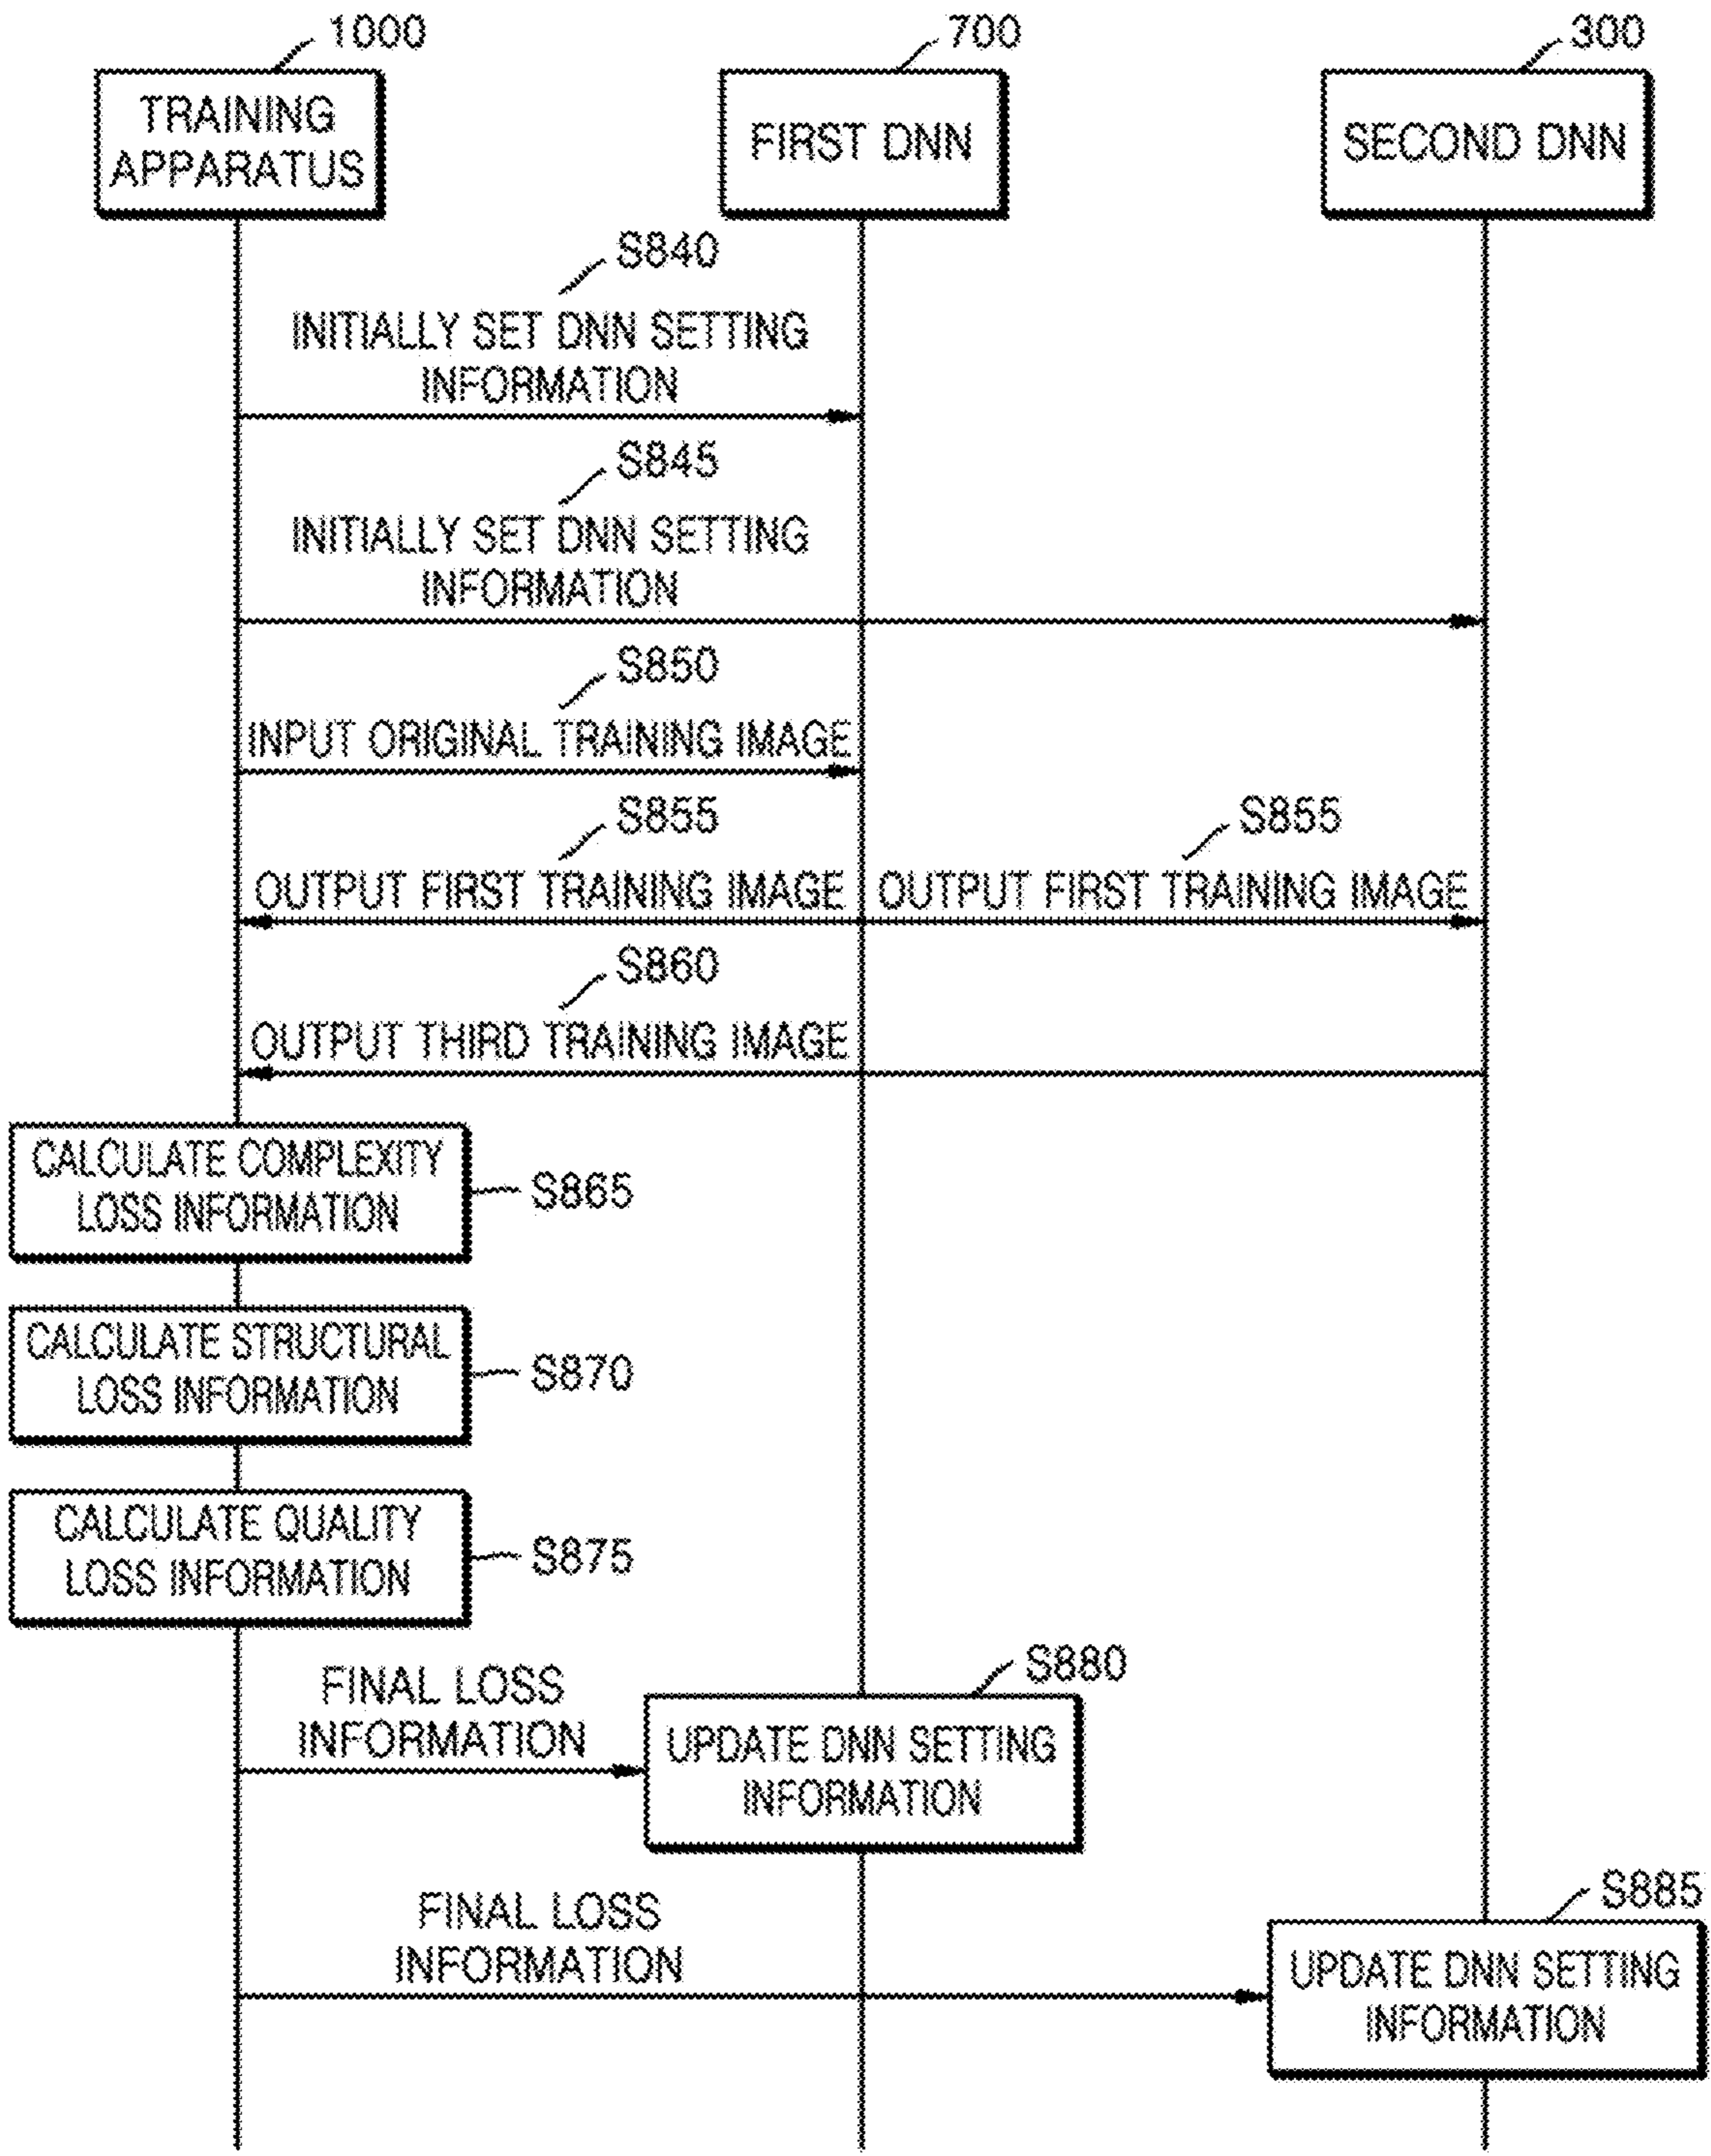 1000
700
300
TRAINING
APPARATUS
FIRST DNN
SECOND DNN
S840
INITIALLY SET DNN SETTING
INFORMATION
S845
INITIALLY SET DNN SETTING
INFORMATION
S850
INPUT ORIGINAL TRAINING IMAGE
S855
S855
OUTPUT FIRST TRAINING IMAGE
OUTPUT FIRST TRAINING IMAGE
S860
OUTPUT THIRD TRAINING IMAGE
CALCULATE COMPLEXITY
LOSS INFORMATION
S865
CALCULATE STRUCTURAL
LOSS INFORMATION
S870
CALCULATE QUALITY
LOSS INFORMATION
S875
FINAL LOSS
INFORMATION
S880
UPDATE DNN SETTING
INFORMATION
FINAL LOSS
INFORMATION
S885
UPDATE DNN SETTING
INFORMATION